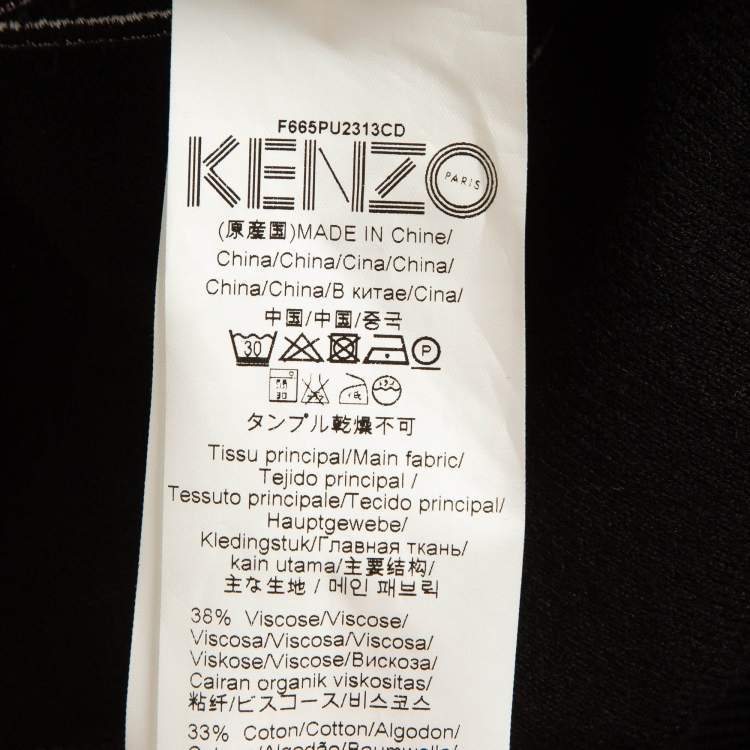 F665PU2313CD
KENZO PARIS
(原産国)MADE IN Chine/
China/China/Cina/China/
China/China/В китае/Cina/
中国/中国/중국
30 P
タンブル乾燥不可
Tissu principal/Main fabric/
Tejido principal /
Tessuto principale/Tecido principal/
Hauptgewebe/
Kledingstuk/Главная ткань/
kain utama/主要结构/
主な生地 / 메인 패브릭
38% Viscose/Viscose/
Viscosa/Viscosa/Viscosa/
Viskose/Viscose/Вискоза/
Cairan organik viskositas/
粘纤/ビスコース/비스코스
33% Coton/Cotton/Algodon/